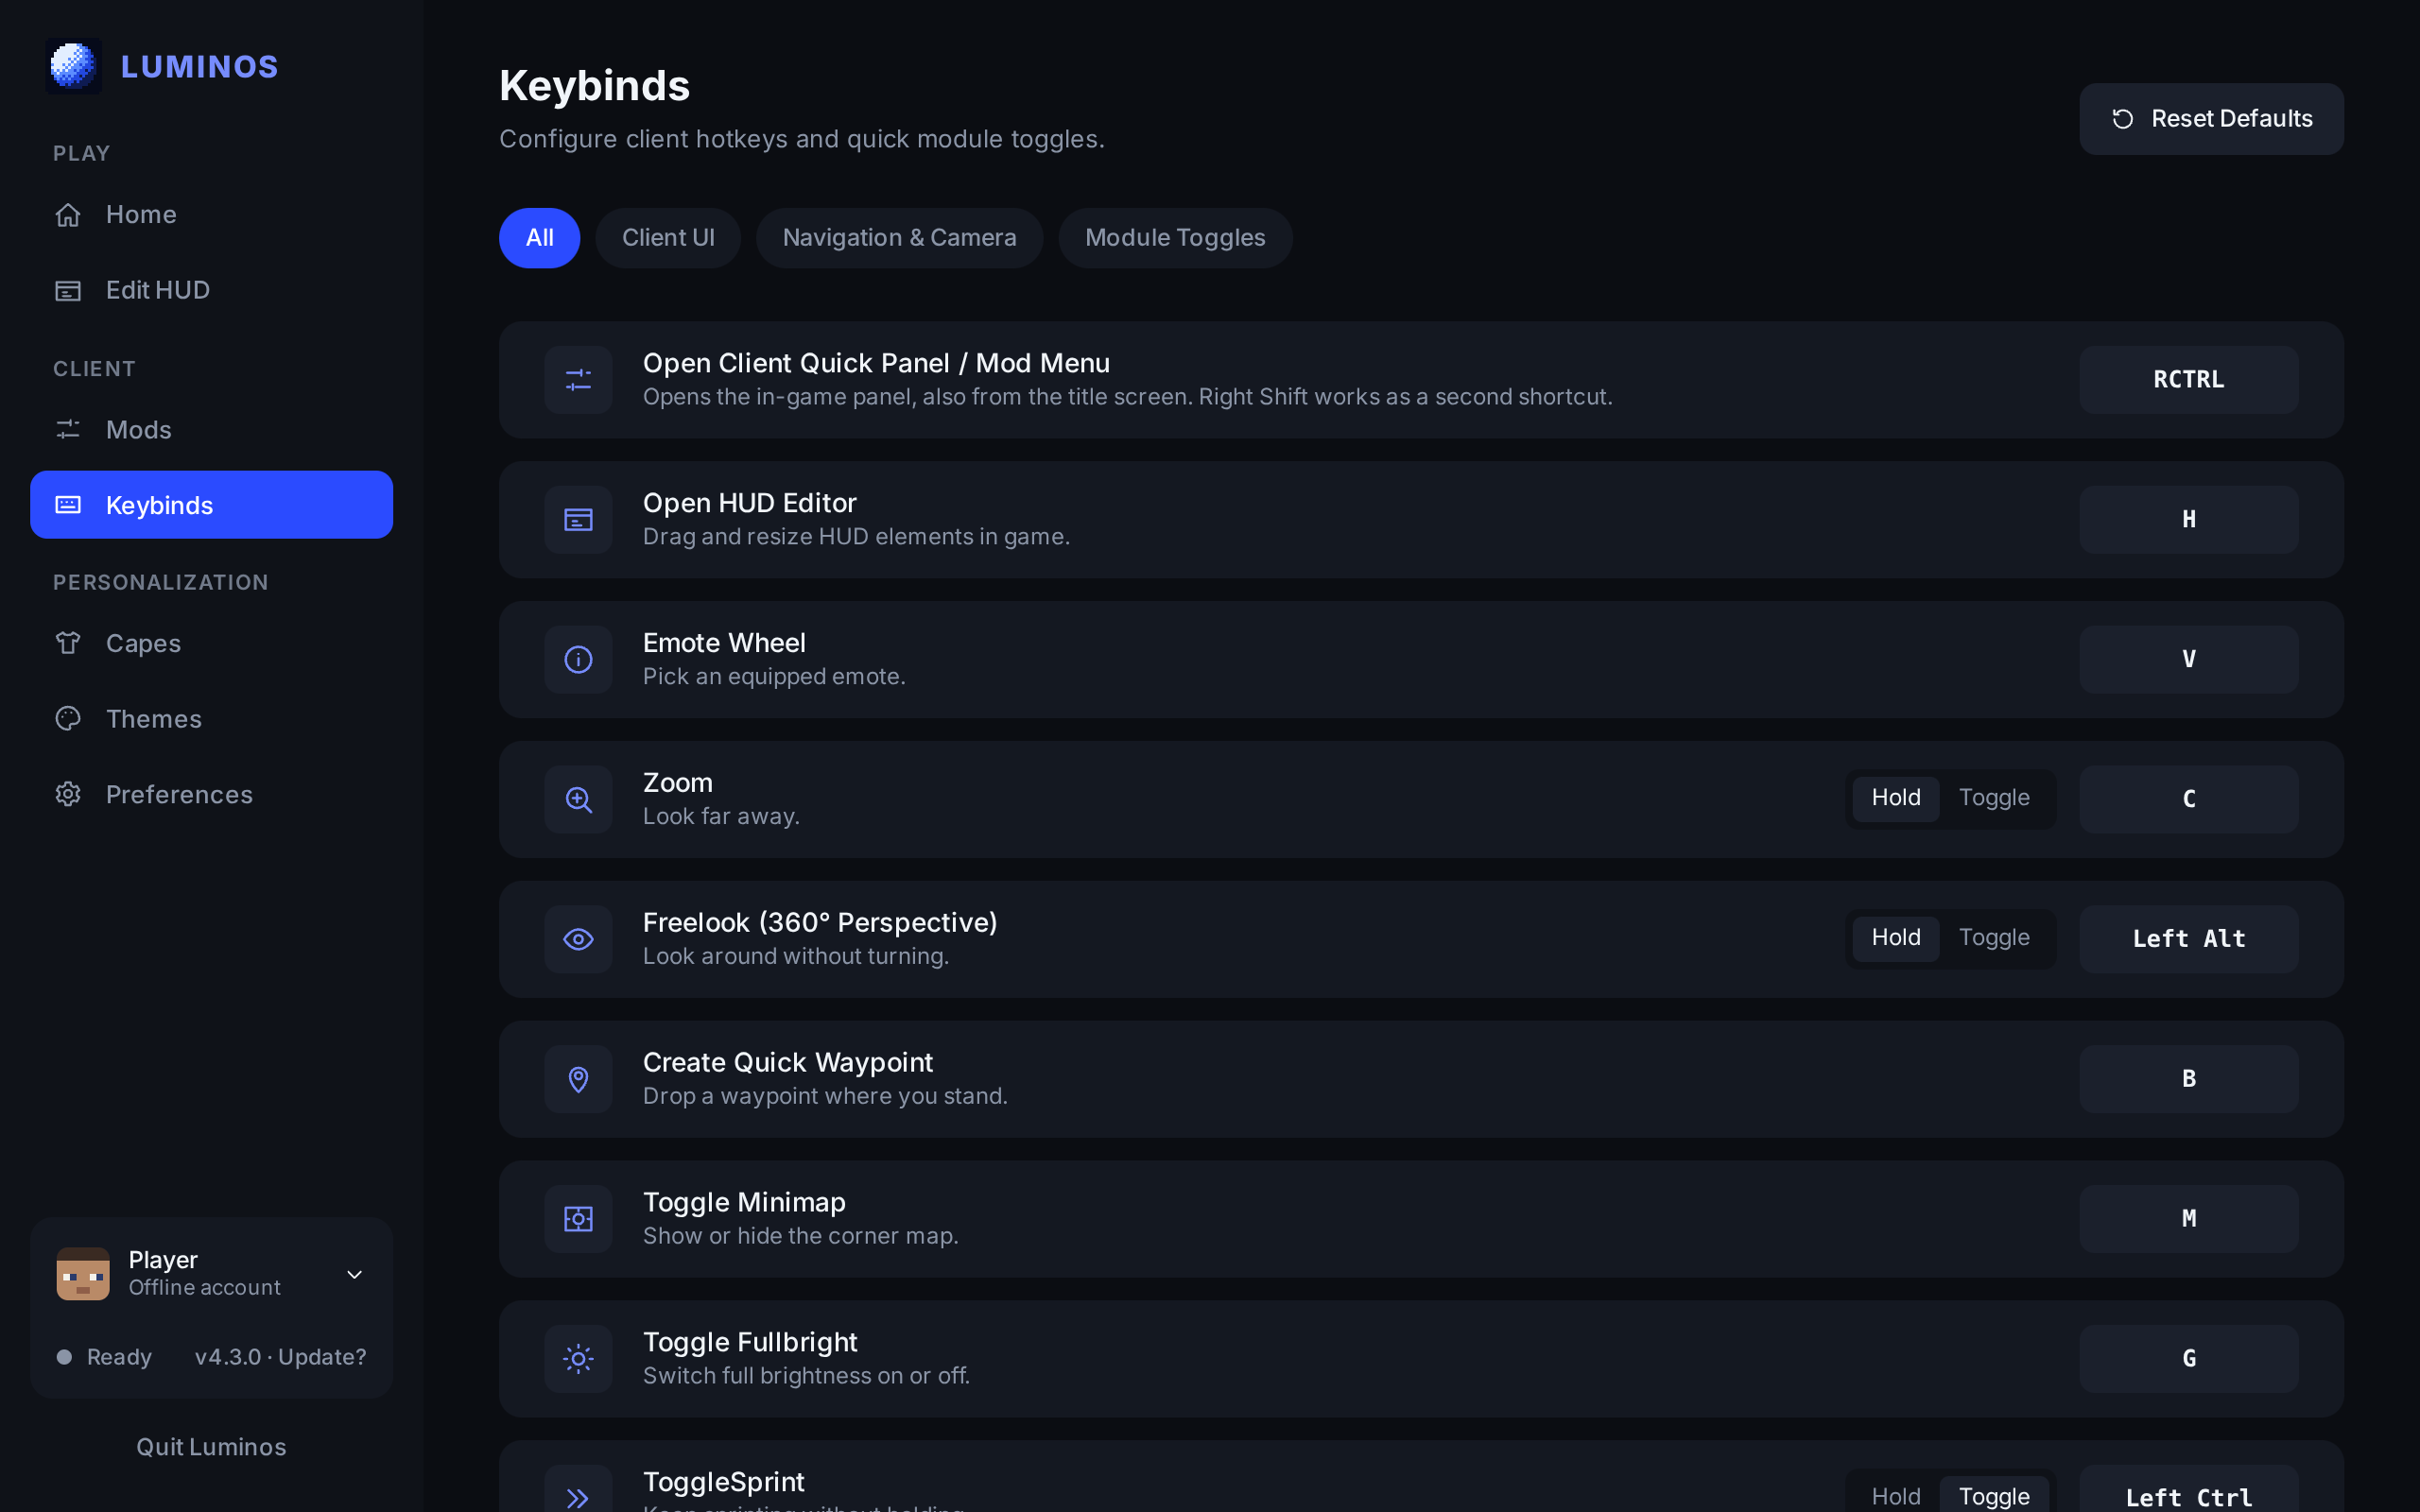 LUMINOS
PLAY
Home
Edit HUD
CLIENT
Mods
Keybinds
PERSONALIZATION
Capes
Themes
Preferences
Player
Offline account
Ready
v4.3.0 · Update?
Quit Luminos
Keybinds
Configure client hotkeys and quick module toggles.
Reset Defaults
All
Client UI
Navigation & Camera
Module Toggles
Open Client Quick Panel / Mod Menu
Opens the in-game panel, also from the title screen. Right Shift works as a second shortcut.
RCTRL
Open HUD Editor
Drag and resize HUD elements in game.
H
Emote Wheel
Pick an equipped emote.
V
Zoom
Look far away.
Hold
Toggle
C
Freelook (360° Perspective)
Look around without turning.
Hold
Toggle
Left Alt
Create Quick Waypoint
Drop a waypoint where you stand.
B
Toggle Minimap
Show or hide the corner map.
M
Toggle Fullbright
Switch full brightness on or off.
G
ToggleSprint
Keep sprinting without holding.
Hold
Toggle
Left Ctrl